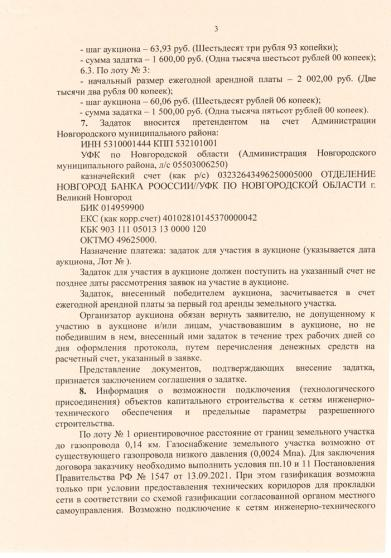 3
- шаг аукциона – 63,93 руб. (Шестьдесят три рубля 93 копейки);
- сумма задатка – 1 600,00 руб. (Одна тысяча шестьсот рублей 00 копеек);
6.3. По лоту № 3:
- начальный размер ежегодной арендной платы – 2 002,00 руб. (Две
тысячи два рубля 00 копеек);
- шаг аукциона – 60,06 руб. (Шестьдесят рублей 06 копеек);
- сумма задатка – 1 500,00 руб. (Одна тысяча пятьсот рублей 00 копеек).
7. Задаток вносится претендентом на счет Администрации
Новгородского муниципального района:
ИНН 5310001444 КПП 532101001
УФК по Новгородской области (Администрация Новгородского
муниципального района, л/с 05503006250)
казначейский счет (как р/с) 03232643496250005000 ОТДЕЛЕНИЕ
НОВГОРОД БАНКА РООССИИ//УФК ПО НОВГОРОДСКОЙ ОБЛАСТИ г.
Великий Новгород
БИК 014959900
ЕКС (как корр.счет) 40102810145370000042
КБК 903 111 05013 13 0000 120
ОКТМО 49625000.
Назначение платежа: задаток для участия в аукционе (указывается дата
аукциона, Лот № ).
Задаток для участия в аукционе должен поступить на указанный счет не
позднее даты рассмотрения заявок на участие в аукционе.
Задаток, внесенный победителем аукциона, засчитывается в счет
ежегодной арендной платы за первый год аренды земельного участка.
Организатор аукциона обязан вернуть заявителю, не допущенному к
участию в аукционе и/или лицам, участвовавшим в аукционе, но не
победившим в нем, внесенный ими задаток в течение трех рабочих дней со
дня оформления протокола, путем перечисления денежных средств на
расчетный счет, указанный в заявке.
Представление документов, подтверждающих внесение задатка,
признается заключением соглашения о задатке.
8. Информация о возможности подключения (технологического
присоединения) объектов капитального строительства к сетям инженерно-
технического обеспечения и предельные параметры разрешенного
строительства.
По лоту № 1 ориентировочное расстояние от границ земельного участка
до газопровода 0,14 км. Газоснабжение земельного участка возможно от
существующего газопровода низкого давления (0,0024 Мпа). Для заключения
договора заказчику необходимо выполнить условия пп.10 и 11 Постановления
Правительства РФ № 1547 от 13.09.2021. При этом газификация возможна
только при условии предоставления технических коридоров для прокладки
сети в соответствии со схемой газификации согласованной органом местного
самоуправления. Возможно подключение к сетям инженерно-технического